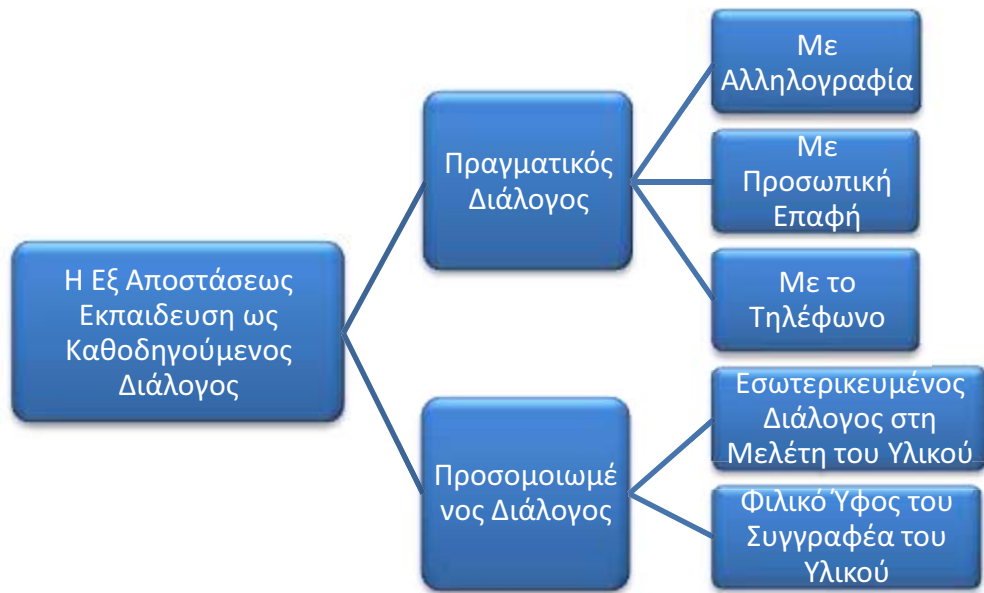 Η Εξ Αποστάσεως
Εκπαιδευση ως
Καθοδηγούμενος
Διάλογος
Πραγματικός
Διάλογος
Με
Αλληλογραφία
Με
Προσωπική
Επαφή
Με το
Τηλέφωνο
Προσομοιωμέ
νος Διάλογος
Εσωτερικευμένος
Διάλογος στη
Μελέτη του Υλικού
Φιλικό Ύφος του
Συγγραφέα του
Υλικού